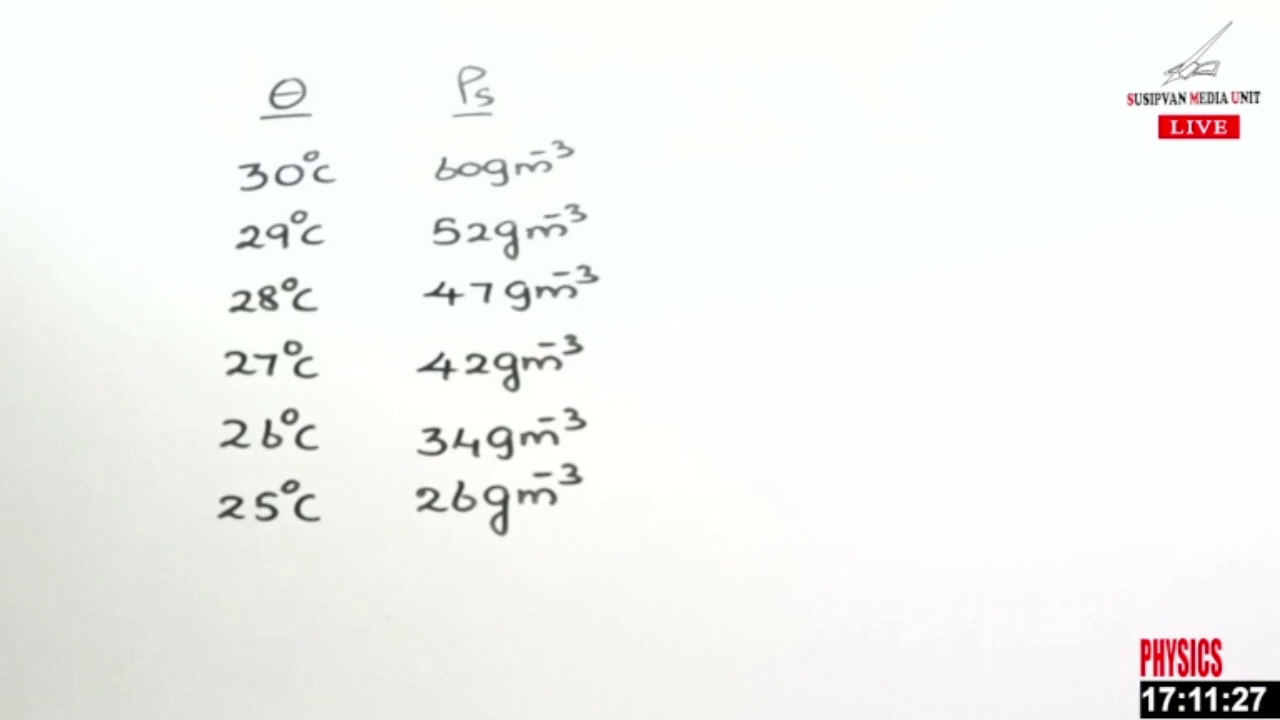 θ Ps
30°C 60gm⁻³
29°C 52gm⁻³
28°C 47gm⁻³
27°C 42gm⁻³
26°C 34gm⁻³
25°C 26gm⁻³
SUSIPVAN MEDIA UNIT
LIVE
PHYSICS
17:11:27